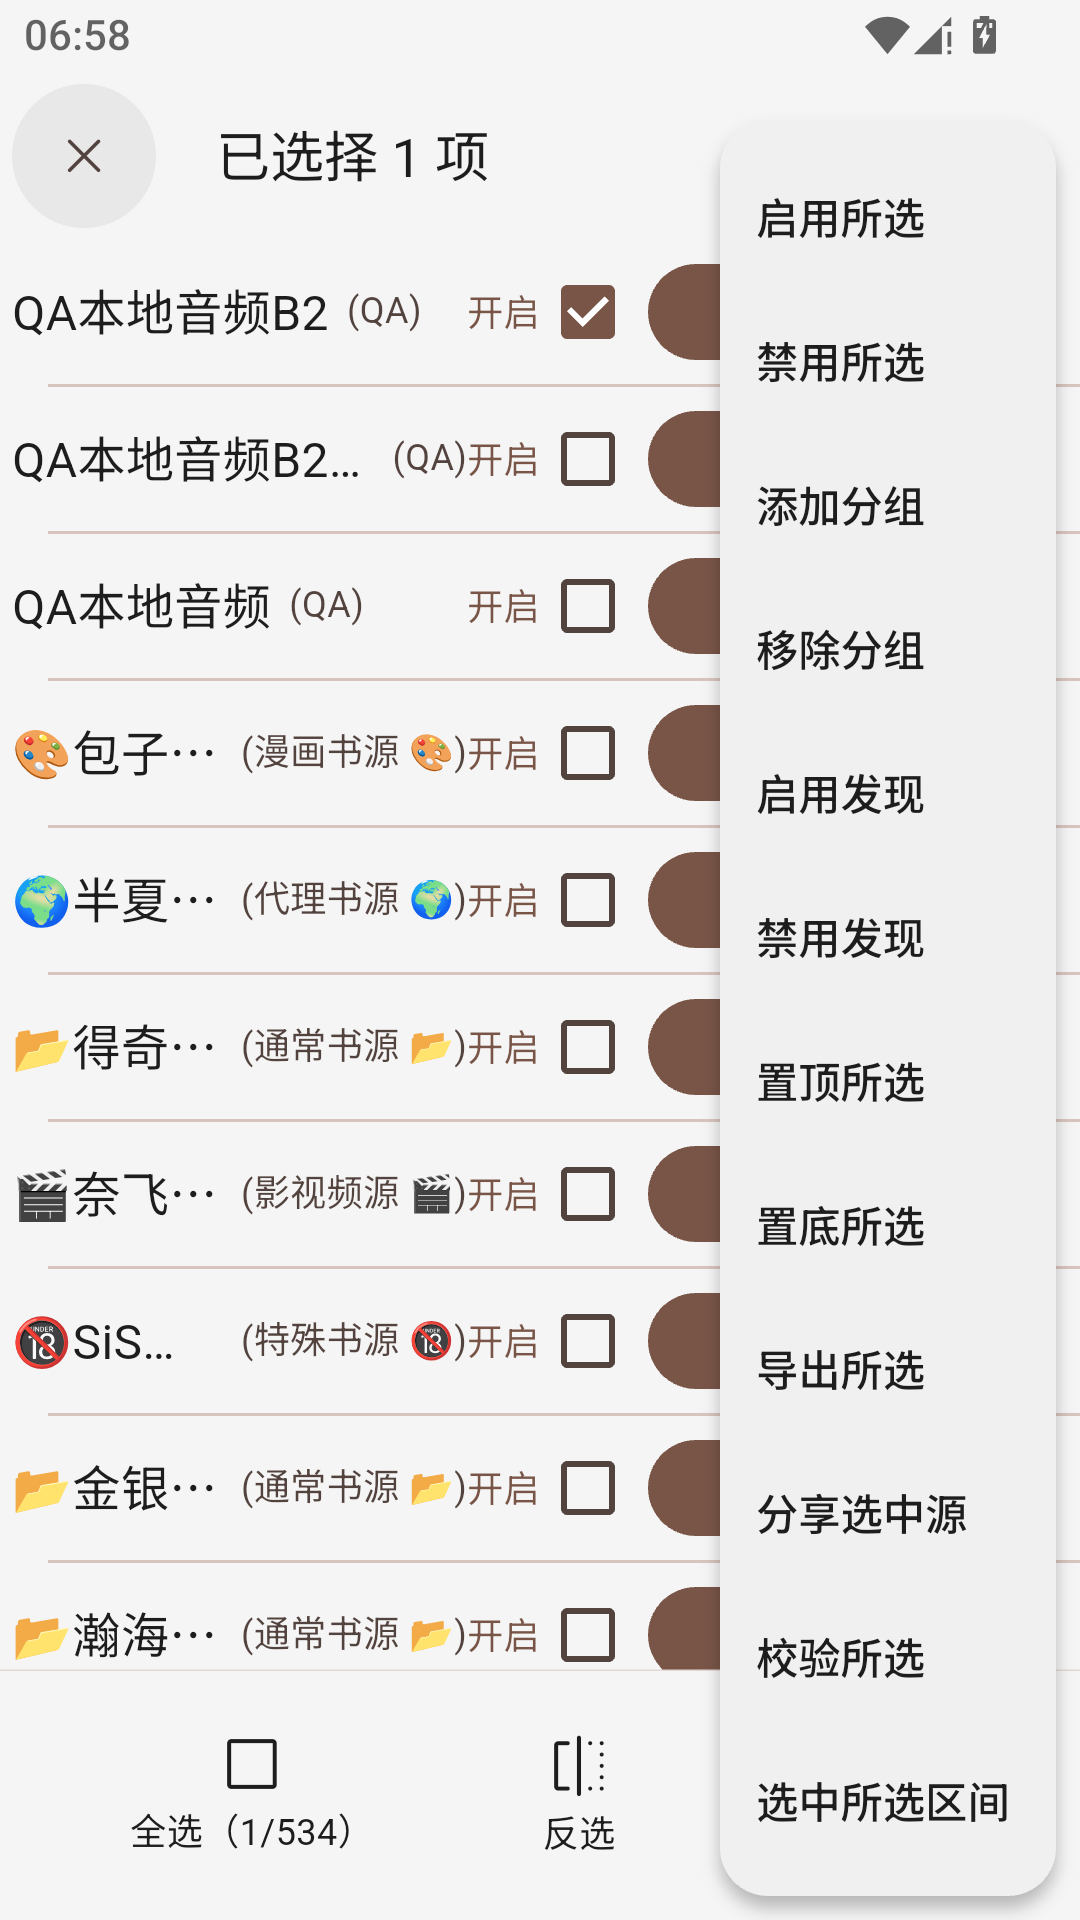 06:58
已选择 1 项
QA本地音频B2 (QA) 开启
QA本地音频B2... (QA)开启
QA本地音频 (QA) 开启
🎨包子··· (漫画书源 🎨)开启
🌍半夏··· (代理书源 🌍)开启
📂得奇··· (通常书源 📂)开启
🎬奈飞··· (影视频源 🎬)开启
🔞SiS... (特殊书源 🔞)开启
📂金银··· (通常书源 📂)开启
📂瀚海··· (通常书源 📂)开启
全选（1/534）
反选
启用所选
禁用所选
添加分组
移除分组
启用发现
禁用发现
置顶所选
置底所选
导出所选
分享选中源
校验所选
选中所选区间